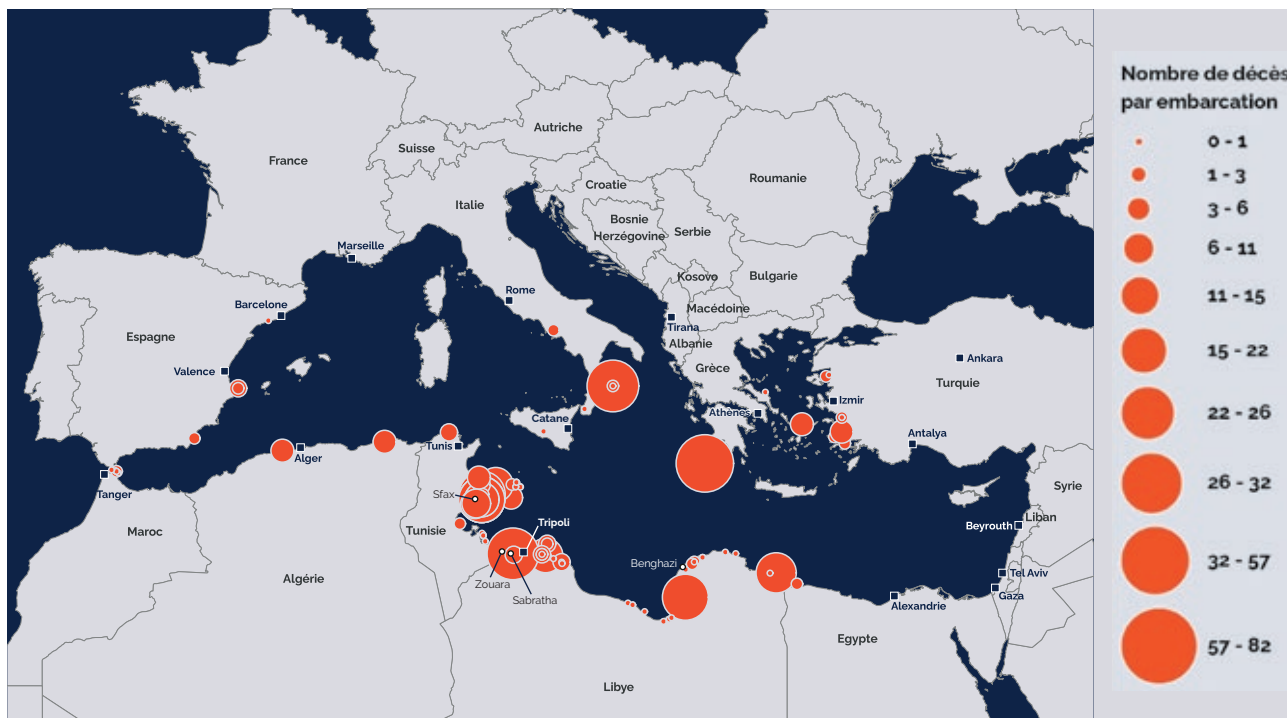 Autriche
Suisse
France
Croatie
Roumanie
Italie
Bosnie
Herzégovine
Serbie
Marseille
Kosovo
Bulgarie
Rome
Barcelone
Macédoine
Tirana
Espagne
Albanie
Ankara
Grèce
Valence
Turquie
Izmir
Athènes
Catane
Antalya
Tunis
Alger
Syrie
Tanger
Sfax
Liban
Maroc
Tunisie
Tripoli
Beyrouth
Benghazi
Algérie
Zouara
Tel Aviv
Sabratha
Gaza
Alexandrie
Egypte
Libye
Nombre de décès
par embarcation
0 - 1
1 - 3
3 - 6
6 - 11
11 - 15
15 - 22
22 - 26
26 - 32
32 - 57
57 - 82